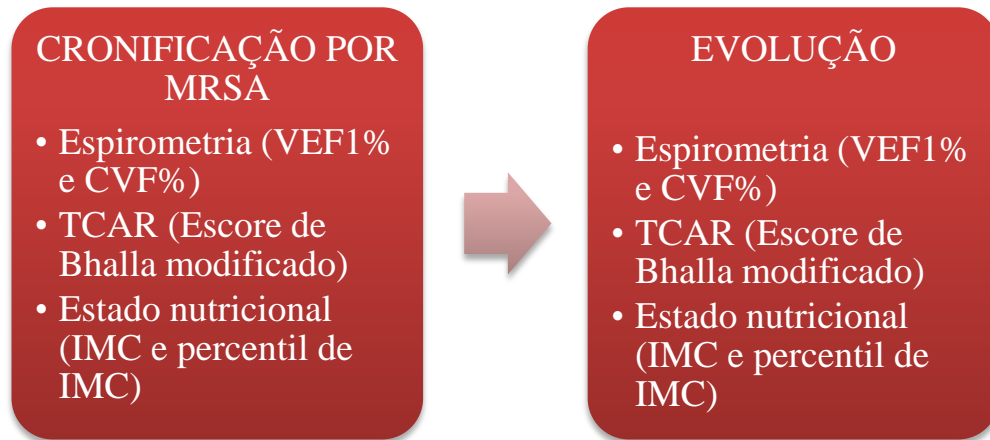 CRONIFICAÇÃO POR
MRSA
• Espirometria (VEF1%
e CVF%)
• TCAR (Escore de
Bhalla modificado)
• Estado nutricional
(IMC e percentil de
IMC)
EVOLUÇÃO
• Espirometria (VEF1%
e CVF%)
• TCAR (Escore de
Bhalla modificado)
• Estado nutricional
(IMC e percentil de
IMC)